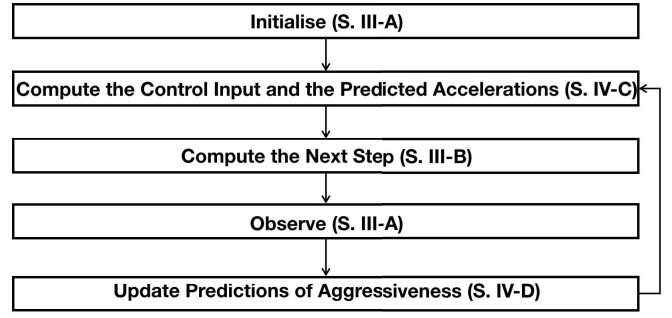 Initialise (S. III-A)
Compute the Control Input and the Predicted Accelerations (S. IV-C)
Compute the Next Step (S. III-B)
Observe (S. III-A)
Update Predictions of Aggressiveness (S. IV-D)